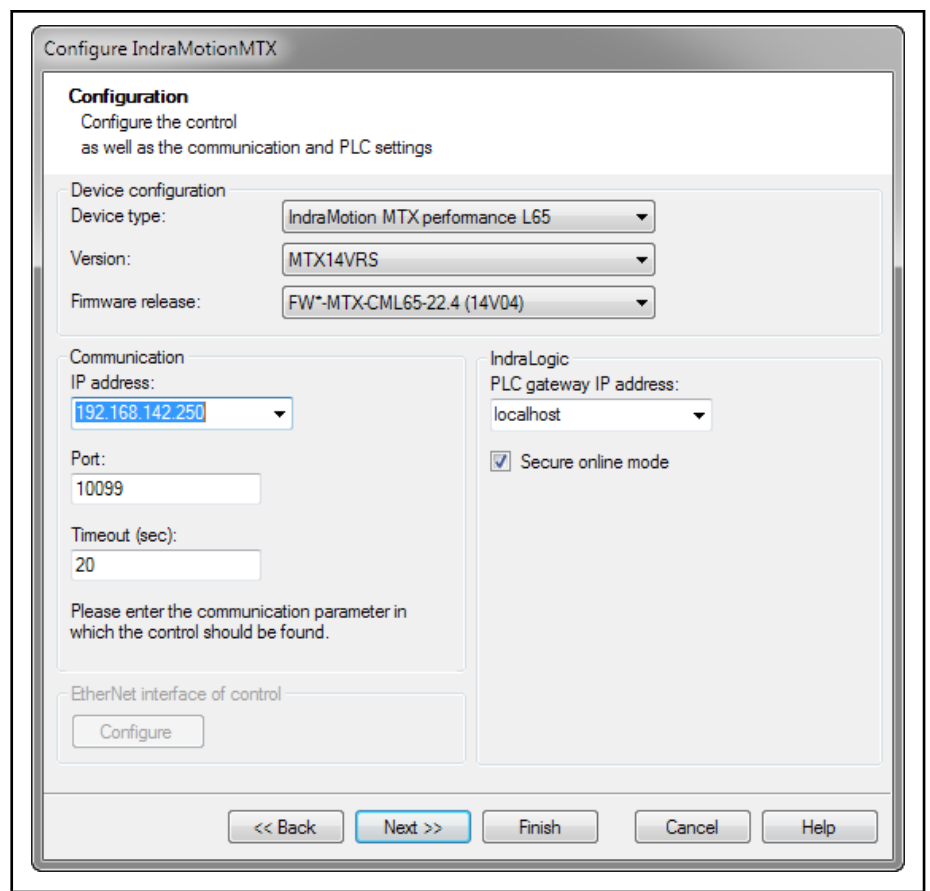 Configure IndraMotionMTX
Configuration
Configure the control
as well as the communication and PLC settings
Device configuration
Device type:
IndraMotion MTX performance L65
Version:
MTX14VRS
Firmware release:
FW*-MTX-CML65-22.4 (14V04)
Communication
IP address:
192.168.142.250
Port:
10099
Timeout (sec):
20
Please enter the communication parameter in
which the control should be found.
EtherNet interface of control
Configure
IndraLogic
PLC gateway IP address:
localhost
Secure online mode
<< Back
Next >>
Finish
Cancel
Help